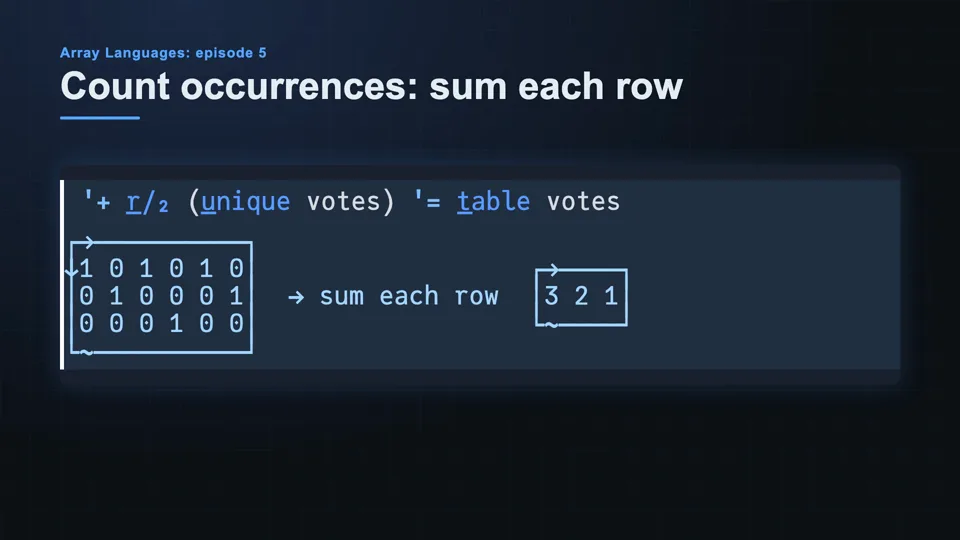 Array Languages: episode 5
Count occurrences: sum each row
'+ r/₂ (unique votes) '= table votes
┌→──────────┐
↓1 0 1 0 1 0│
│0 1 0 0 0 1│ → sum each row │3 2 1│
│0 0 0 1 0 0│
└~──────────┘